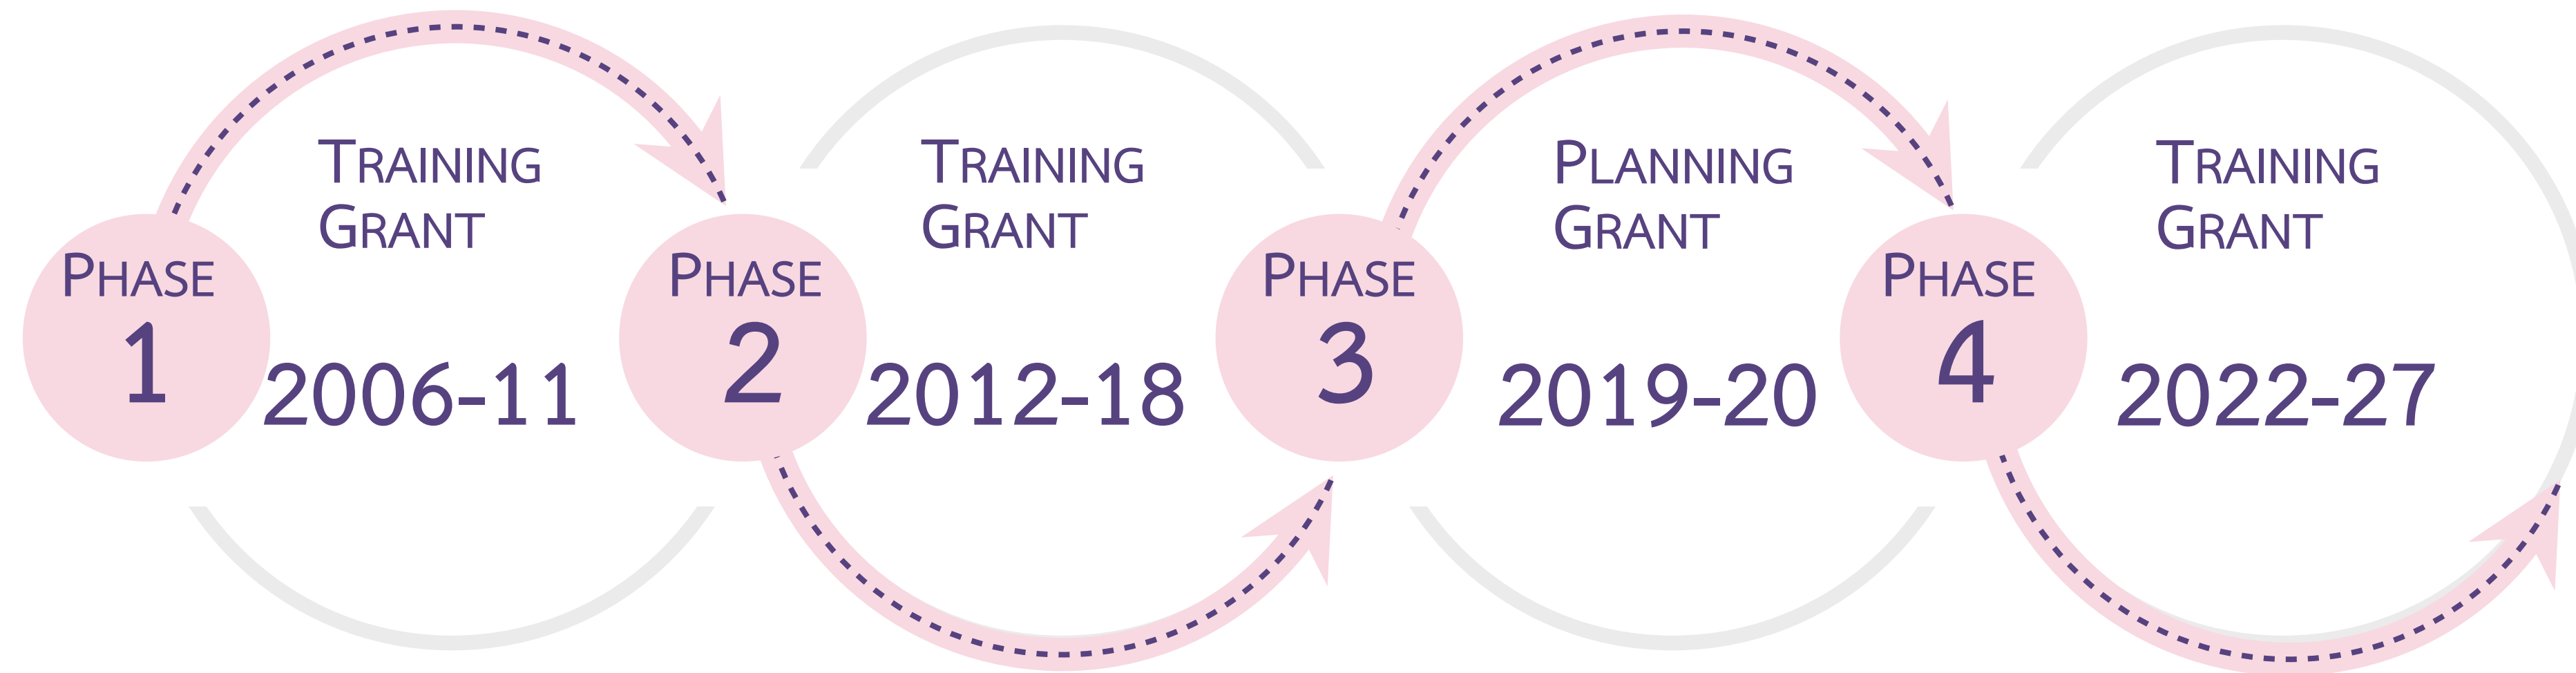 PHASE
1
TRAINING
GRANT
2006-11
PHASE
2
TRAINING
GRANT
2012-18
PHASE
3
PLANNING
GRANT
2019-20
PHASE
4
TRAINING
GRANT
2022-27